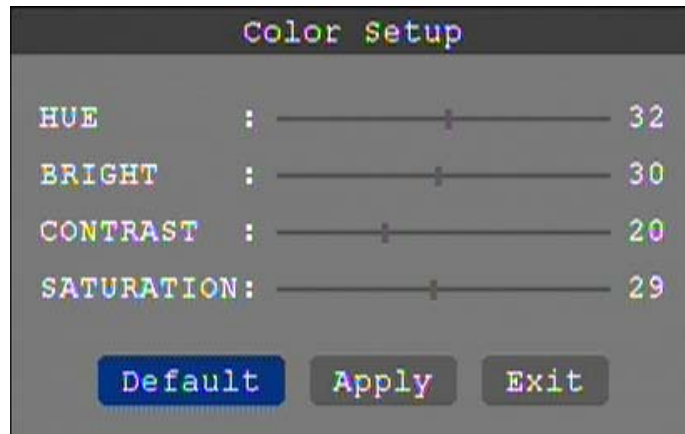 Color Setup
HUE : 32
BRIGHT : 30
CONTRAST : 20
SATURATION: 29
Default Apply Exit